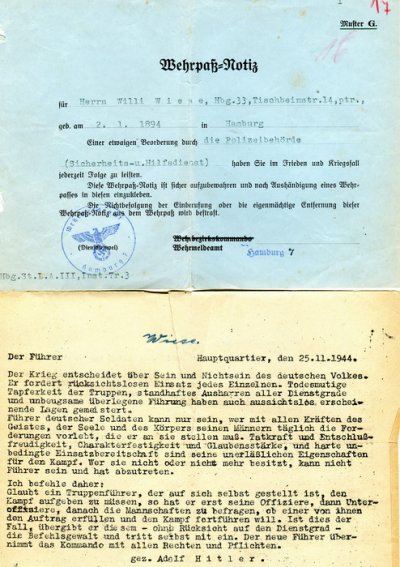 17
Muster G.
16
Wehrpaß-Notiz
für Herrn Willi W i e s e, Hbg.33, Tischbeinstr.14, ptr.,
geb. am 2. 1. 1894 in Hamburg
Einer etwaigen Beorderung durch die Polizeibehörde
(Sicherheits-u.Hilfsdienst) haben Sie im Frieden und Kriegsfall
jederzeit Folge zu leisten.
Diese Wehrpaß-Notiz ist sicher aufzubewahren und nach Aushändigung eines Wehr-
passes in diesen einzukleben.
Die Nichtbefolgung der Einberufung oder die eigenmächtige Entfernung dieser
Wehrpaß-Notiz aus dem Wehrpaß wird bestraft.
Wehrbezirkskommando
(Dienststempel) Wehrmeldeamt Hamburg 7
Hbg.St.L.A.III, Inst.Tr.3
Wiese.
Der Führer Hauptquartier, den 25.11.1944.
Der Krieg entscheidet über Sein und Nichtsein des deutschen Volkes.
Er fordert rücksichtslosen Einsatz jedes Einzelnen. Todesmutige
Tapferkeit der Truppen, standhaftes Ausharren aller Dienstgrade
und unbeugsame überlegene Führung haben auch aussichtslos erschei-
nende Lagen gemeistert.
Führer deutscher Soldaten kann nur sein, wer mit allen Kräften des
Geistes, der Seele und des Körpers seinen Männern täglich die For-
derungen vorlebt, die er an sie stellen muß. Tatkraft und Entschluß-
freudigkeit, Charakterfestigkeit und Glaubensstärke, und harte un-
bedingte Einsatzbereitschaft sind seine unerläßlichen Eigenschaften
für den Kampf. Wer sie nicht oder nicht mehr besitzt, kann nicht
Führer sein und hat abzutreten.
Ich befehle daher:
Glaubt ein Truppenführer, der auf sich selbst gestellt ist, den
Kampf aufgeben zu müssen, so hat er erst seine Offiziere, dann Unter-
offiziere, danach die Mannschaften zu befragen, ob einer von ihnen
den Auftrag erfüllen und den Kampf fortführen will. Ist dies der
Fall, übergibt er diesem - ohne Rücksicht auf den Dienstgrad -
die Befehlsgewalt und tritt selbst mit ein. Der neue Führer über-
nimmt das Kommando mit allen Rechten und Pflichten.
gez. Adolf H i t l e r.